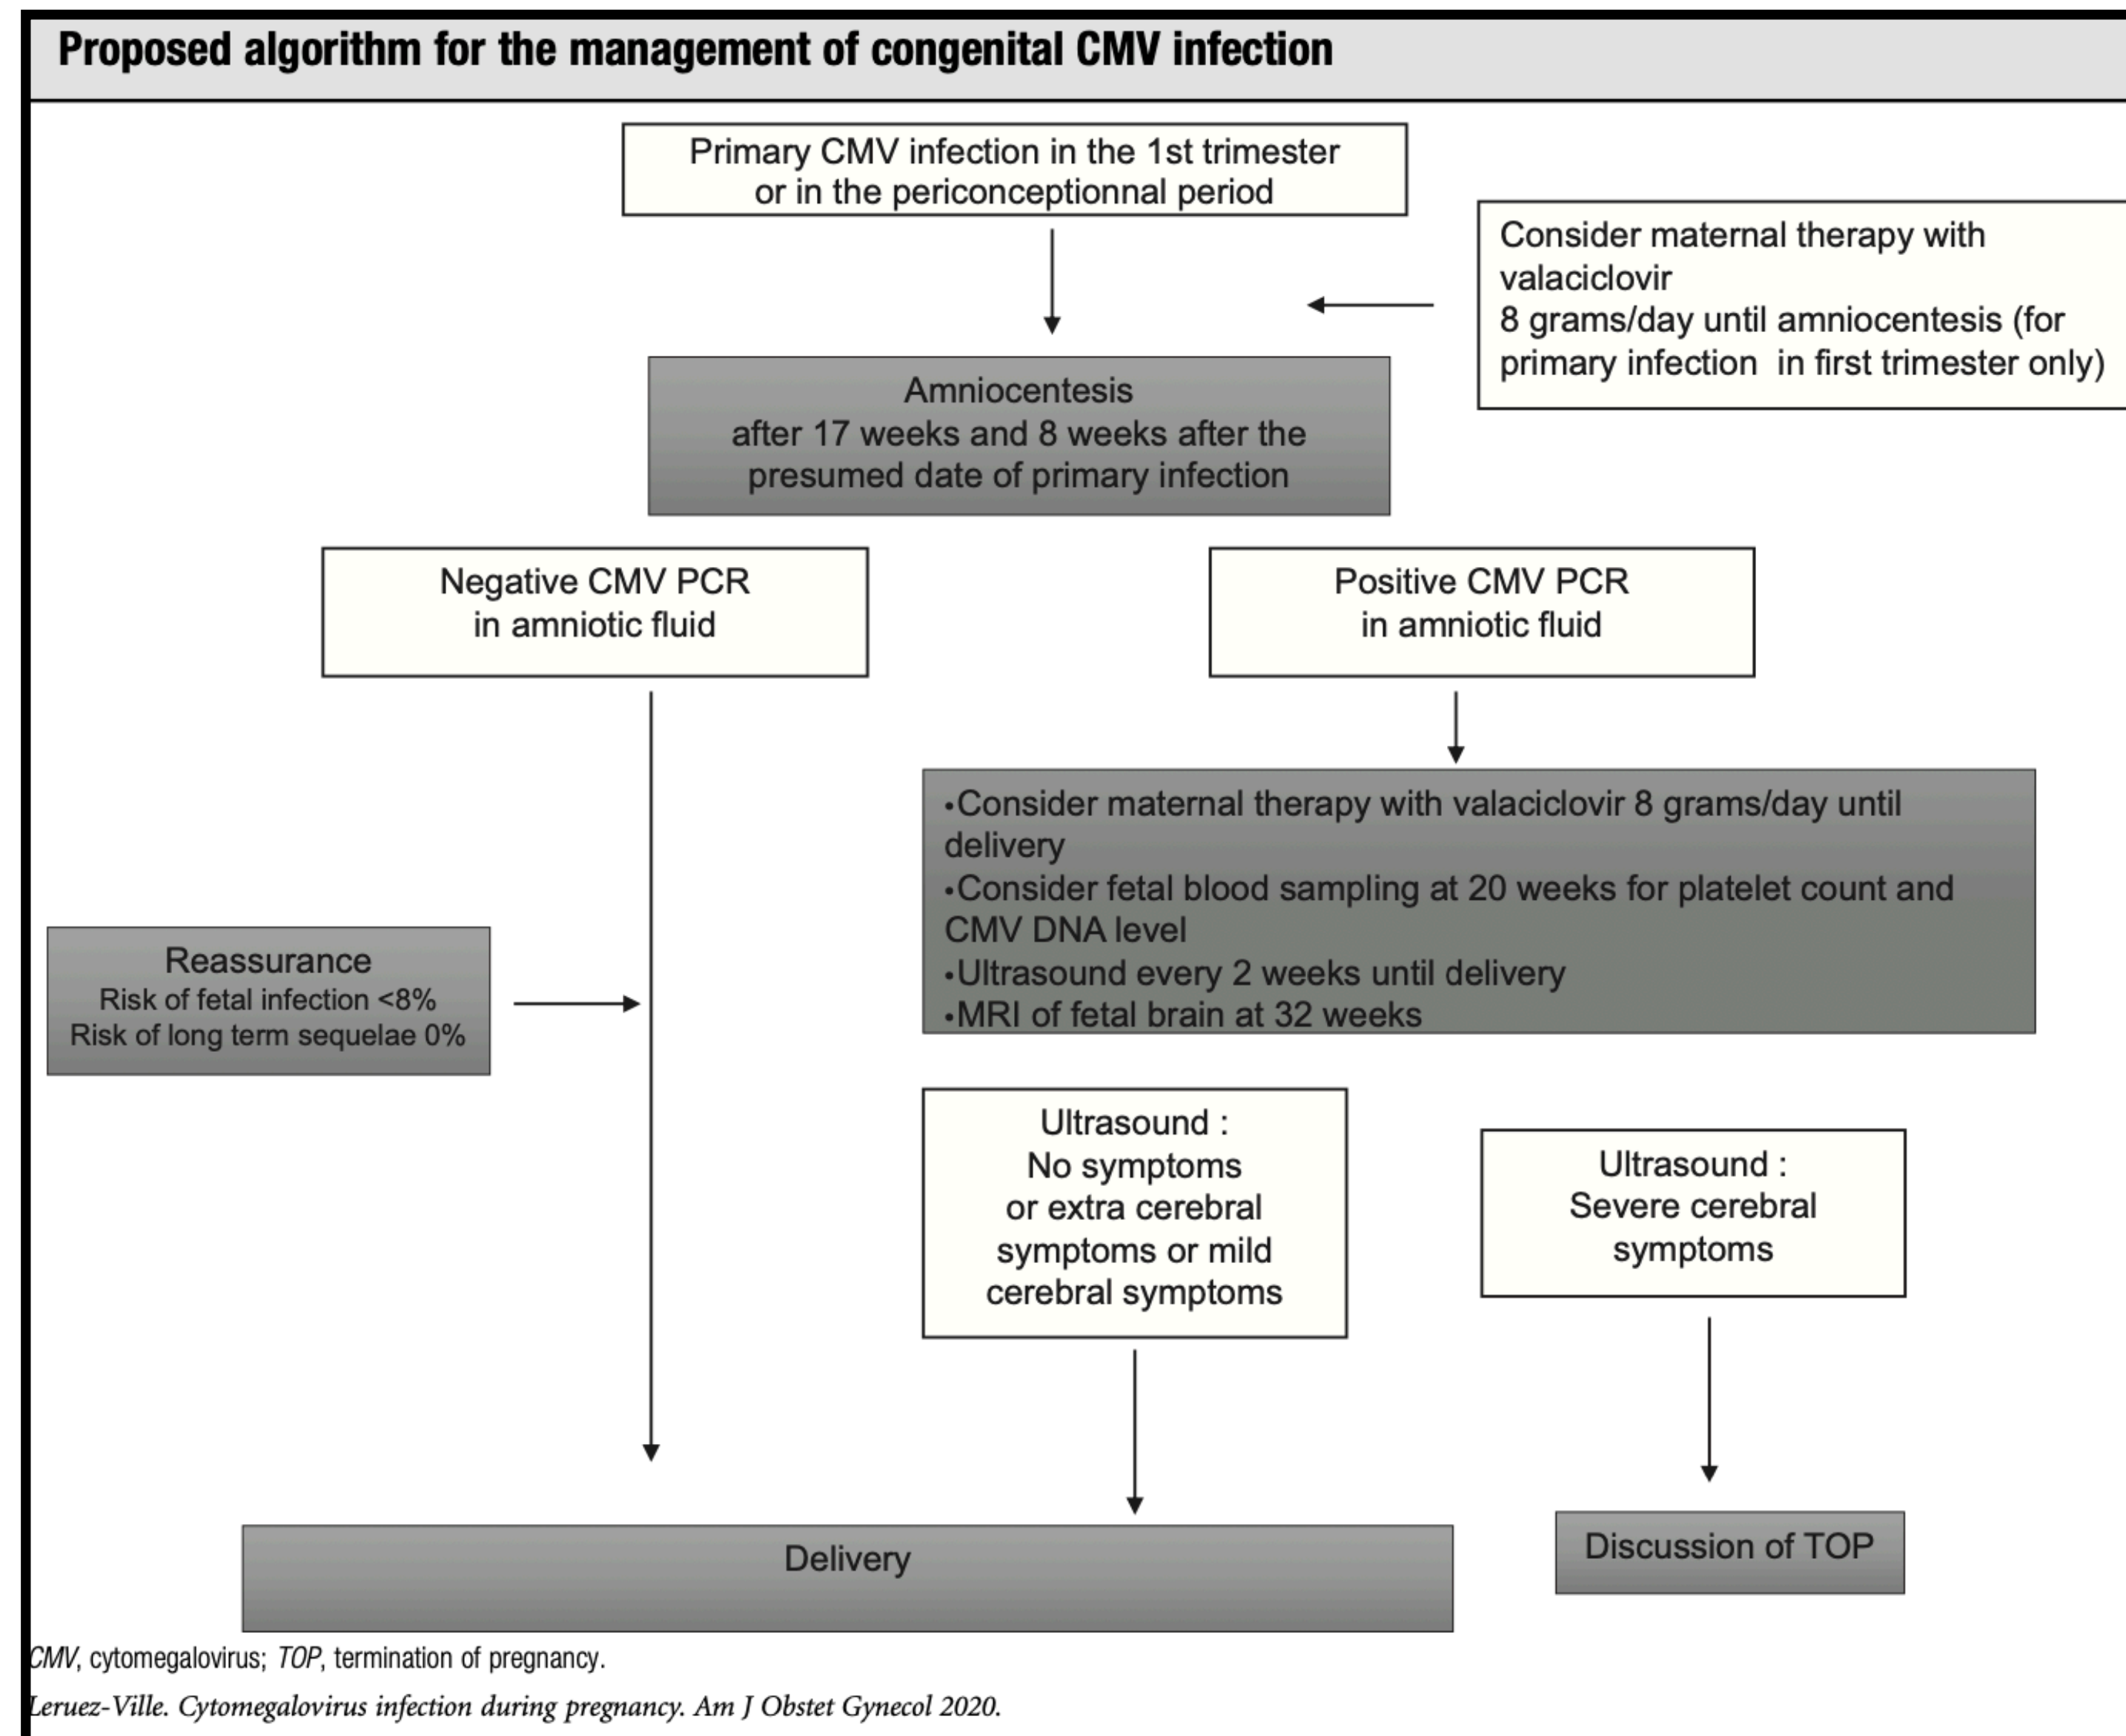 Proposed algorithm for the management of congenital CMV infection
Primary CMV infection in the 1st trimester
or in the periconceptionnal period
Consider maternal therapy with
valaciclovir
8 grams/day until amniocentesis (for
primary infection in first trimester only)
Amniocentesis
after 17 weeks and 8 weeks after the
presumed date of primary infection
Negative CMV PCR
in amniotic fluid
Positive CMV PCR
in amniotic fluid
•Consider maternal therapy with valaciclovir 8 grams/day until
delivery
•Consider fetal blood sampling at 20 weeks for platelet count and
CMV DNA level
•Ultrasound every 2 weeks until delivery
•MRI of fetal brain at 32 weeks
Reassurance
Risk of fetal infection <8%
Risk of long term sequelae 0%
Ultrasound :
No symptoms
or extra cerebral
symptoms or mild
cerebral symptoms
Ultrasound :
Severe cerebral
symptoms
Delivery
Discussion of TOP
CMV, cytomegalovirus; TOP, termination of pregnancy.
Leruez-Ville. Cytomegalovirus infection during pregnancy. Am J Obstet Gynecol 2020.